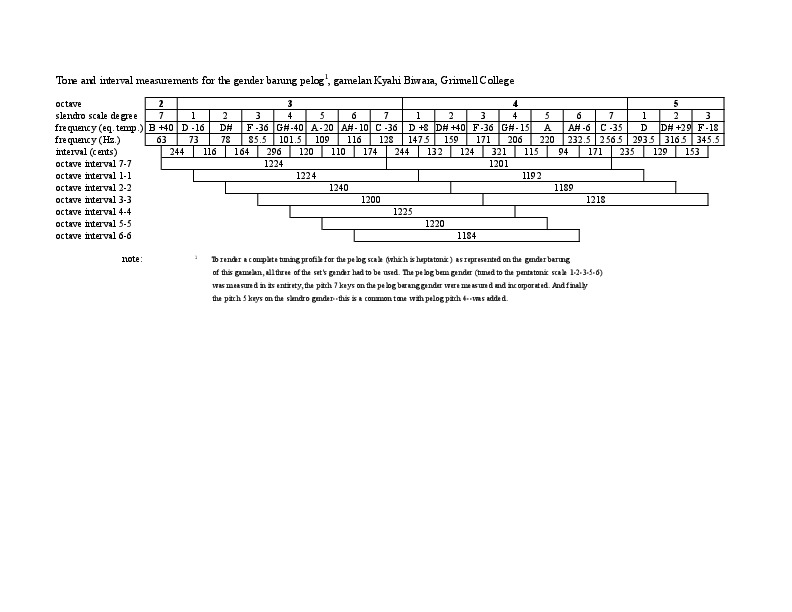 Tone and interval measurements for the gender barung pelog1, gamelan Kyahi Biwara, Grinnell College
octave 2 3 4 5
slendro scale degree 7 1 2 3 4 5 6 7 1 2 3 4 5 6 7 1 2 3
frequency (eq. temp.) B +40 D -16 D# F -36 G# -40 A -20 A# -10 C -36 D +8 D# +40 F -36 G# -15 A A# -6 C -35 D D# +29 F -18
frequency (Hz.) 63 73 78 85.5 101.5 109 116 128 147.5 159 171 206 220 232.5 256.5 293.5 316.5 345.5
interval (cents) 244 116 164 296 120 110 174 244 132 124 321 115 94 171 235 129 153
octave interval 7-7 1224 1201
octave interval 1-1 1224 1192
octave interval 2-2 1240 1189
octave interval 3-3 1200 1218
octave interval 4-4 1225
octave interval 5-5 1220
octave interval 6-6 1184
note: 1 To render a complete tuning profile for the pelog scale (which is heptatonic) as represented on the gender barung
of this gamelan, all three of the set's gender had to be used. The pelog bem gender (tuned to the pentatonic scale 1-2-3-5-6)
was measured in its entirety, the pitch 7 keys on the pelog barang gender were measured and incorporated. And finally
the pitch 5 keys on the slendro gender--this is a common tone with pelog pitch 4--was added.